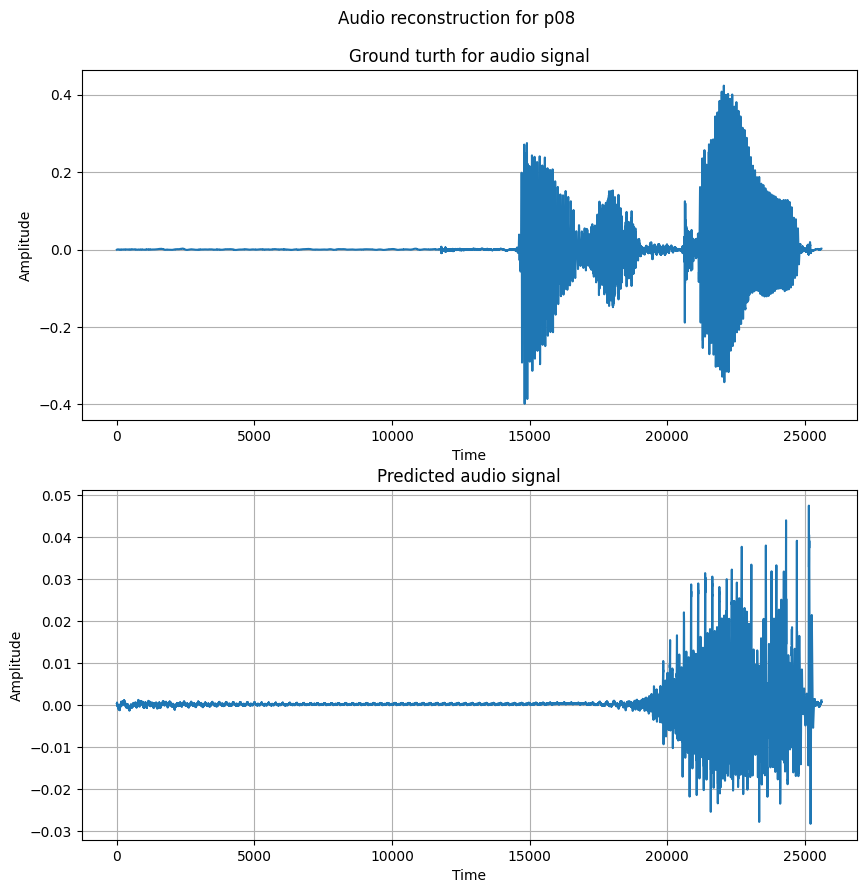 Audio reconstruction for p08
Ground turth for audio signal
0.4
0.2
0.0
−0.2
−0.4
Amplitude
0 5000 10000 15000 20000 25000
Time
Predicted audio signal
0.05
0.04
0.03
0.02
0.01
0.00
−0.01
−0.02
−0.03
Amplitude
0 5000 10000 15000 20000 25000
Time